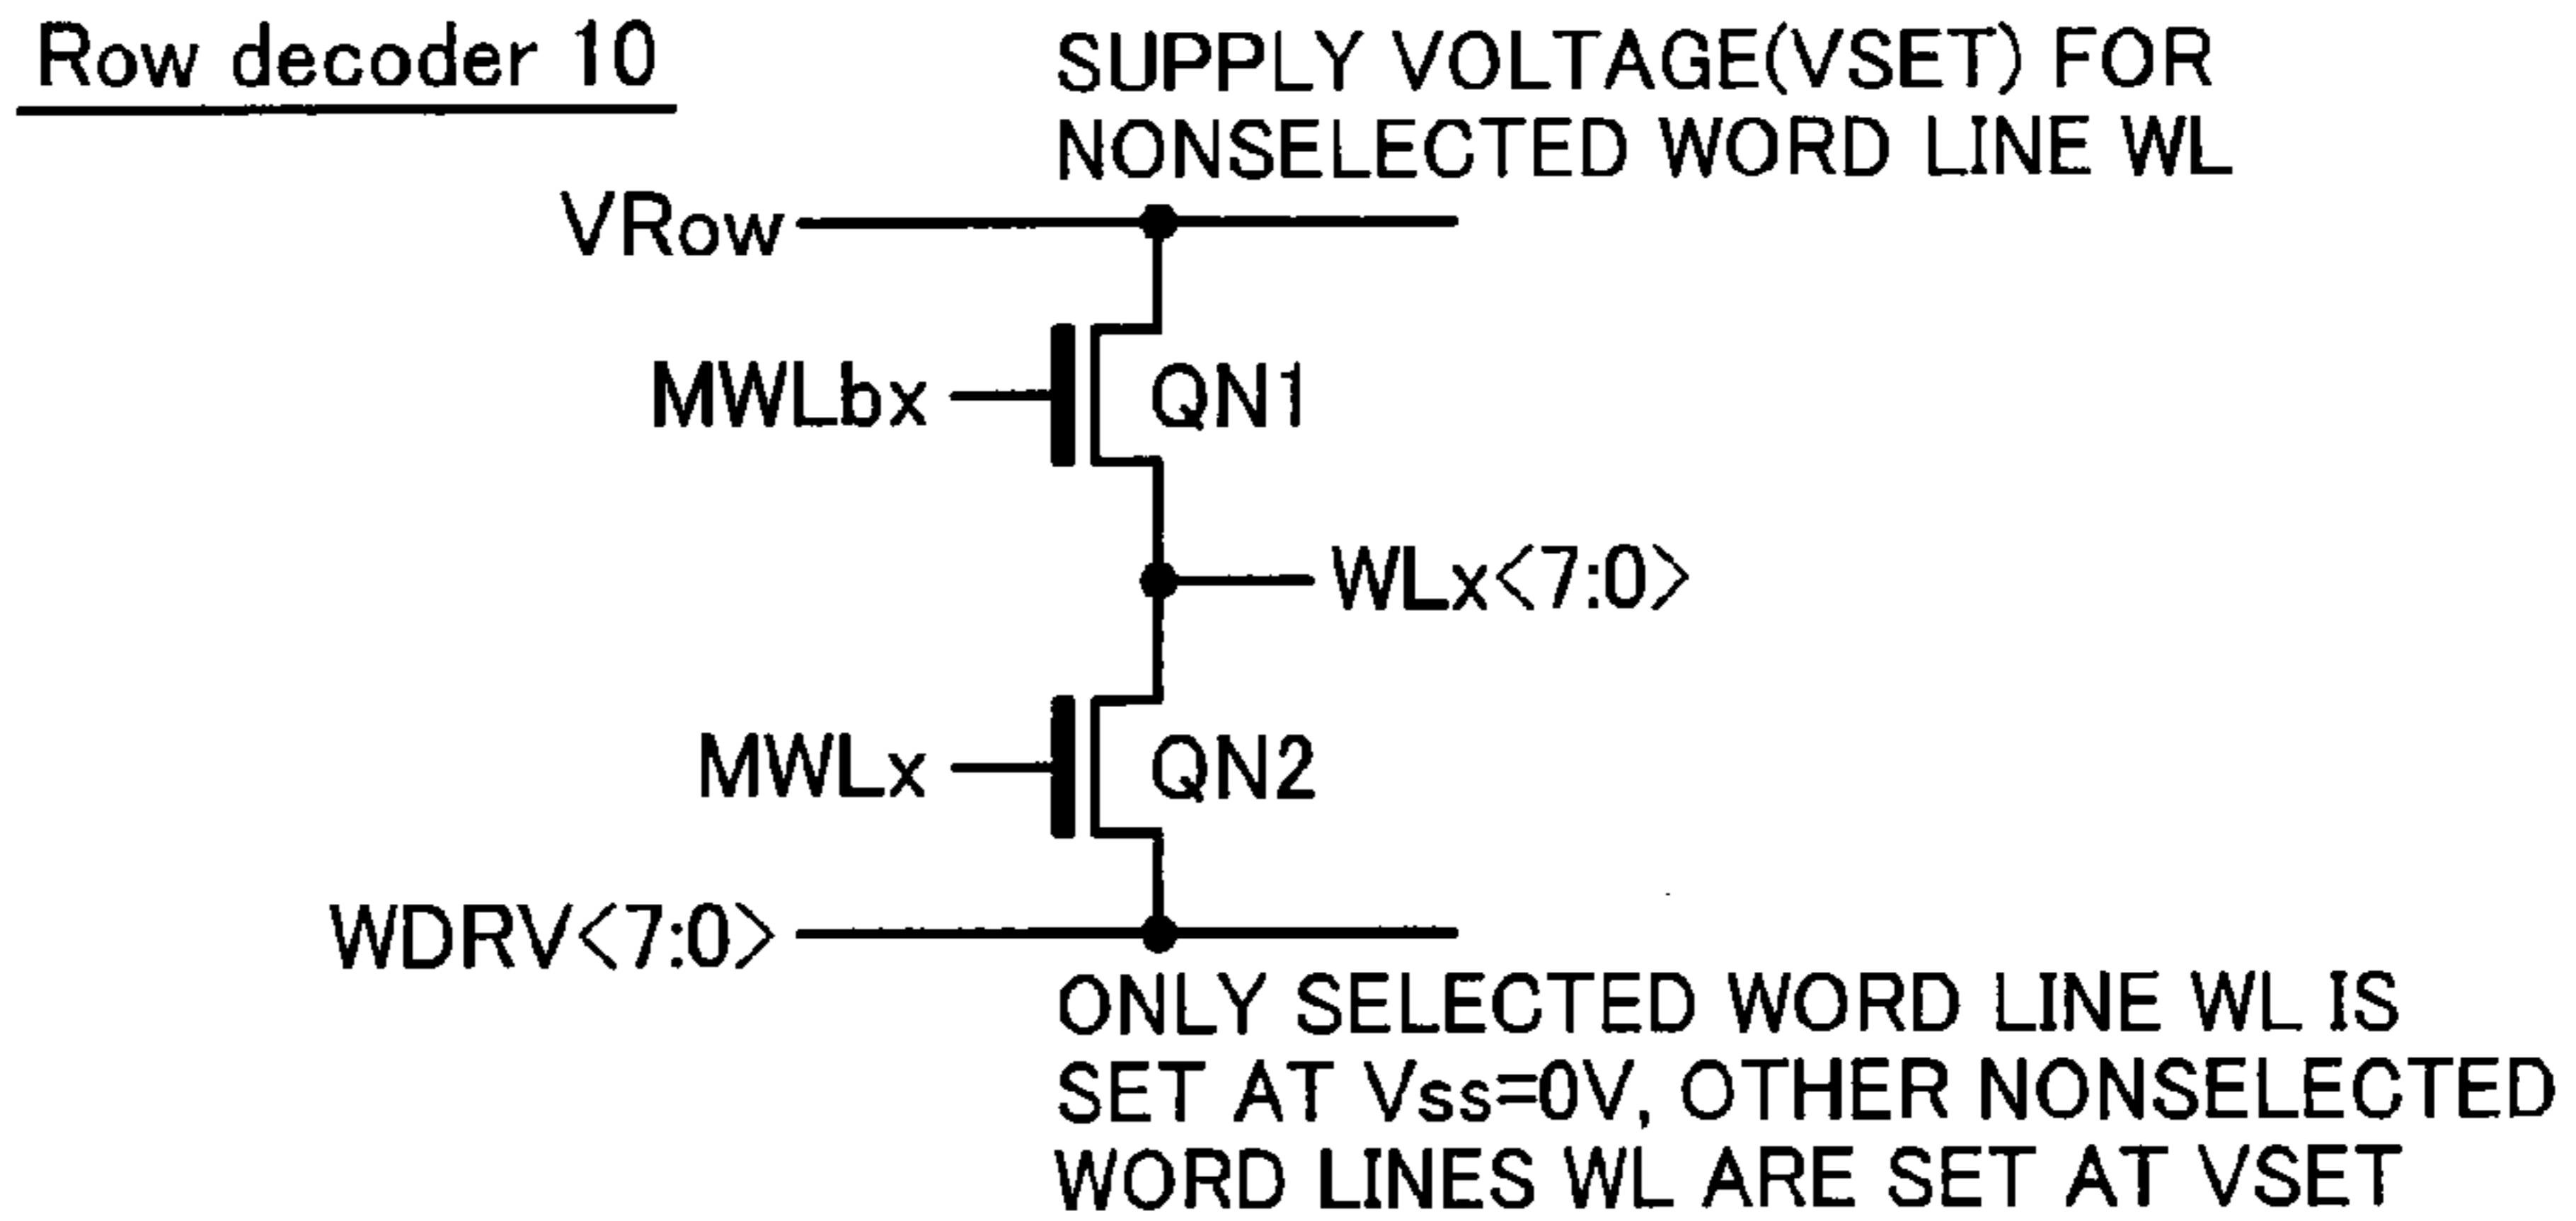 Row decoder 10
SUPPLY VOLTAGE(VSET) FOR
NONSELECTED WORD LINE WL
VRow
MWLbx
QN1
WLx<7:0>
MWLx
QN2
WDRV<7:0>
ONLY SELECTED WORD LINE WL IS
SET AT Vss=0V, OTHER NONSELECTED
WORD LINES WL ARE SET AT VSET